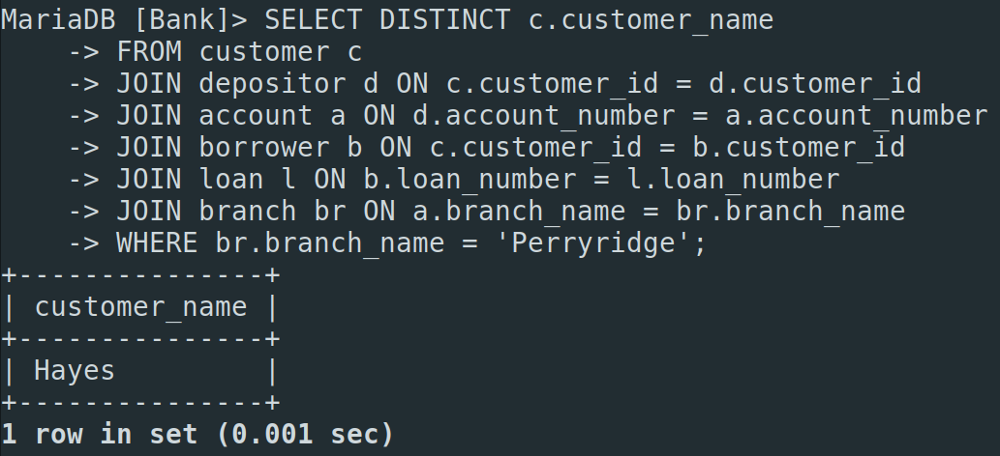 MariaDB [Bank]> SELECT DISTINCT c.customer_name
    -> FROM customer c
    -> JOIN depositor d ON c.customer_id = d.customer_id
    -> JOIN account a ON d.account_number = a.account_number
    -> JOIN borrower b ON c.customer_id = b.customer_id
    -> JOIN loan l ON b.loan_number = l.loan_number
    -> JOIN branch br ON a.branch_name = br.branch_name
    -> WHERE br.branch_name = 'Perryridge';
+---------------+
| customer_name |
+---------------+
| Hayes         |
+---------------+
1 row in set (0.001 sec)